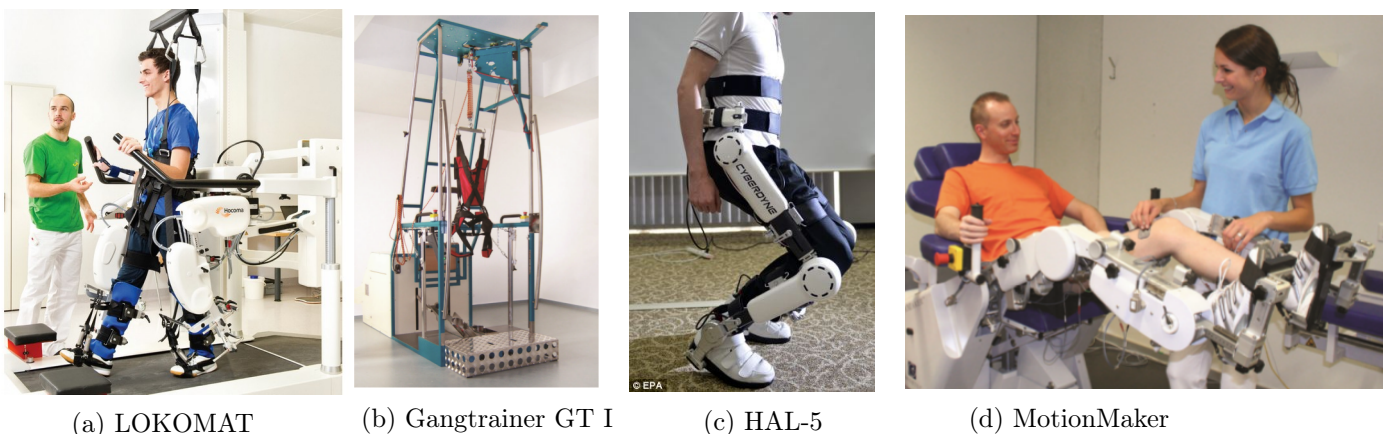 Hocoma
CYBERDYNE
© EPA
(a) LOKOMAT
(b) Gangtrainer GT I
(c) HAL-5
(d) MotionMaker